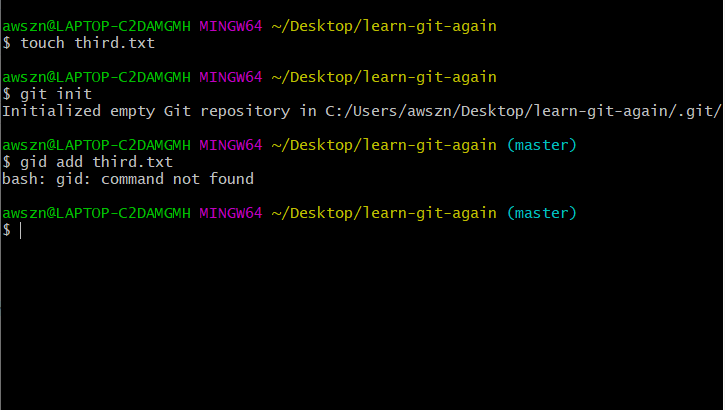 awszn@LAPTOP-C2DAMGMH MINGW64 ~/Desktop/learn-git-again
$ touch third.txt
awszn@LAPTOP-C2DAMGMH MINGW64 ~/Desktop/learn-git-again
$ git init
Initialized empty Git repository in C:/Users/awszn/Desktop/learn-git-again/.git/
awszn@LAPTOP-C2DAMGMH MINGW64 ~/Desktop/learn-git-again (master)
$ gid add third.txt
bash: gid: command not found
awszn@LAPTOP-C2DAMGMH MINGW64 ~/Desktop/learn-git-again (master)
$